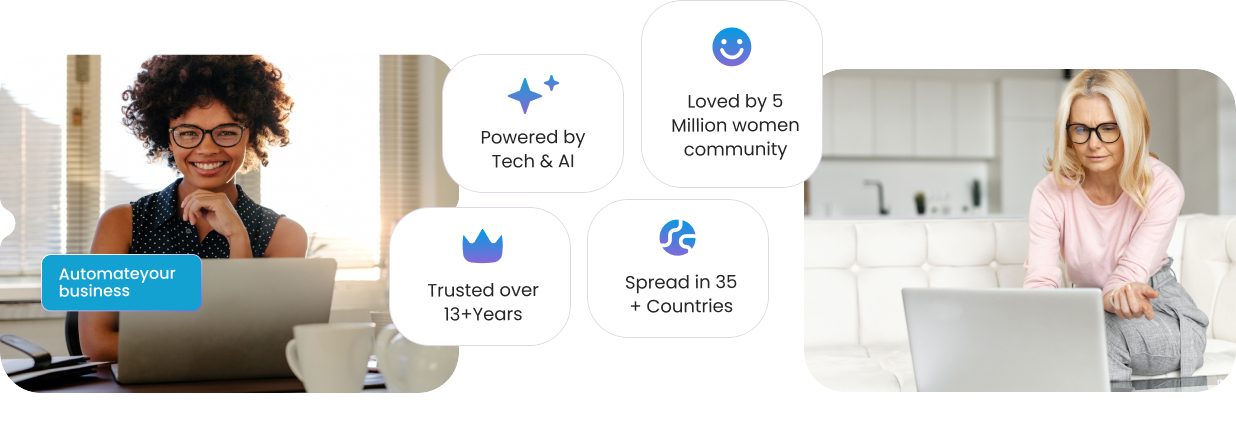 Loved by 5
Million women
community
Powered by
Tech & AI
Automateyour
business
Trusted over
13+Years
Spread in 35
+ Countries